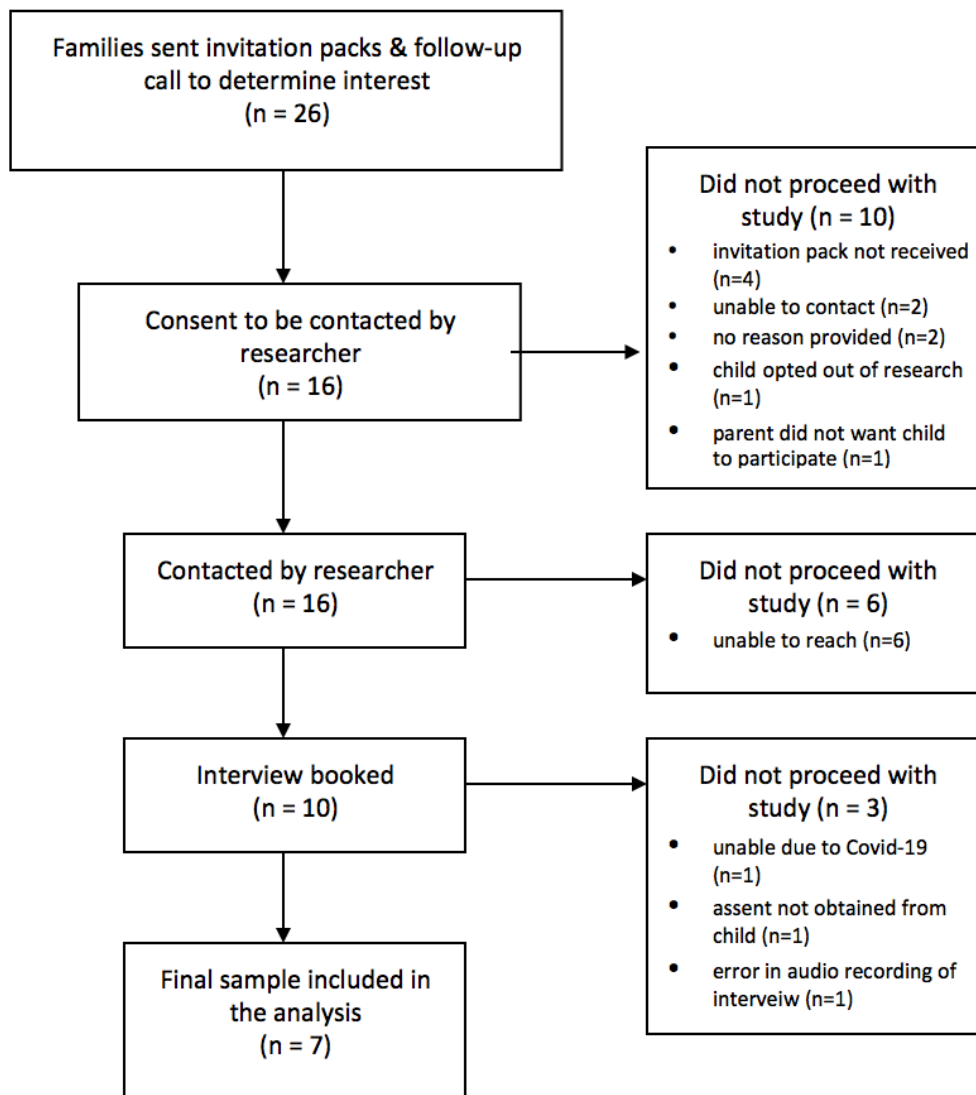 Families sent invitation packs & follow-up
call to determine interest
(n = 26)
Did not proceed with
study (n = 10)
• invitation pack not received
(n=4)
• unable to contact (n=2)
• no reason provided (n=2)
• child opted out of research
(n=1)
• parent did not want child
to participate (n=1)
Consent to be contacted by
researcher
(n = 16)
Contacted by researcher
(n = 16)
Did not proceed with
study (n = 6)
• unable to reach (n=6)
Interview booked
(n = 10)
Did not proceed with
study (n = 3)
• unable due to Covid-19
(n=1)
• assent not obtained from
child (n=1)
• error in audio recording of
interveiw (n=1)
Final sample included in
the analysis
(n = 7)